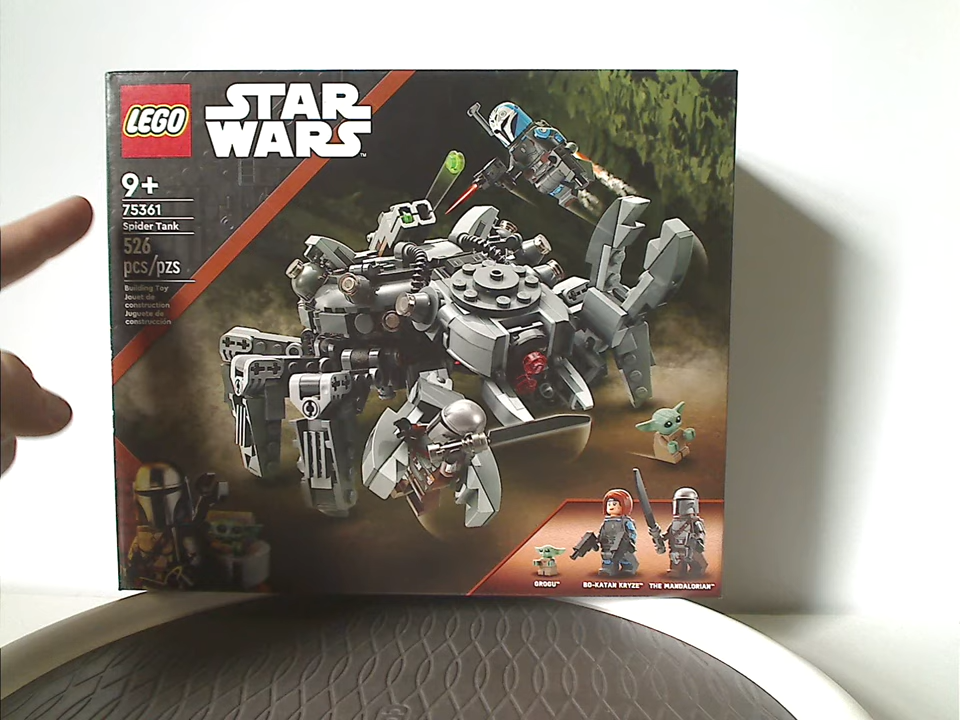 LEGO
STAR
WARS™
9+
75361
Spider Tank
526
pcs/pzs
Building Toy
Jouet de
construction
Juguete de
construcción
GROGU™ BO-KATAN KRYZE™ THE MANDALORIAN™